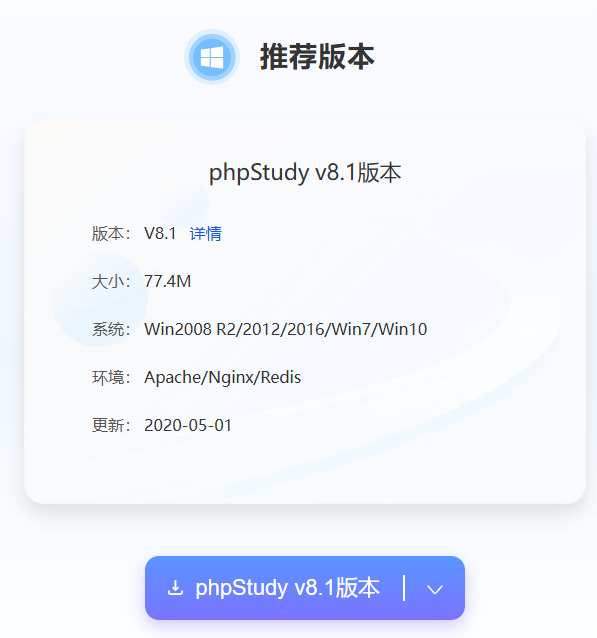 推荐版本
phpStudy v8.1版本
版本： V8.1 详情
大小： 77.4M
系统： Win2008 R2/2012/2016/Win7/Win10
环境： Apache/Nginx/Redis
更新： 2020-05-01
phpStudy v8.1版本